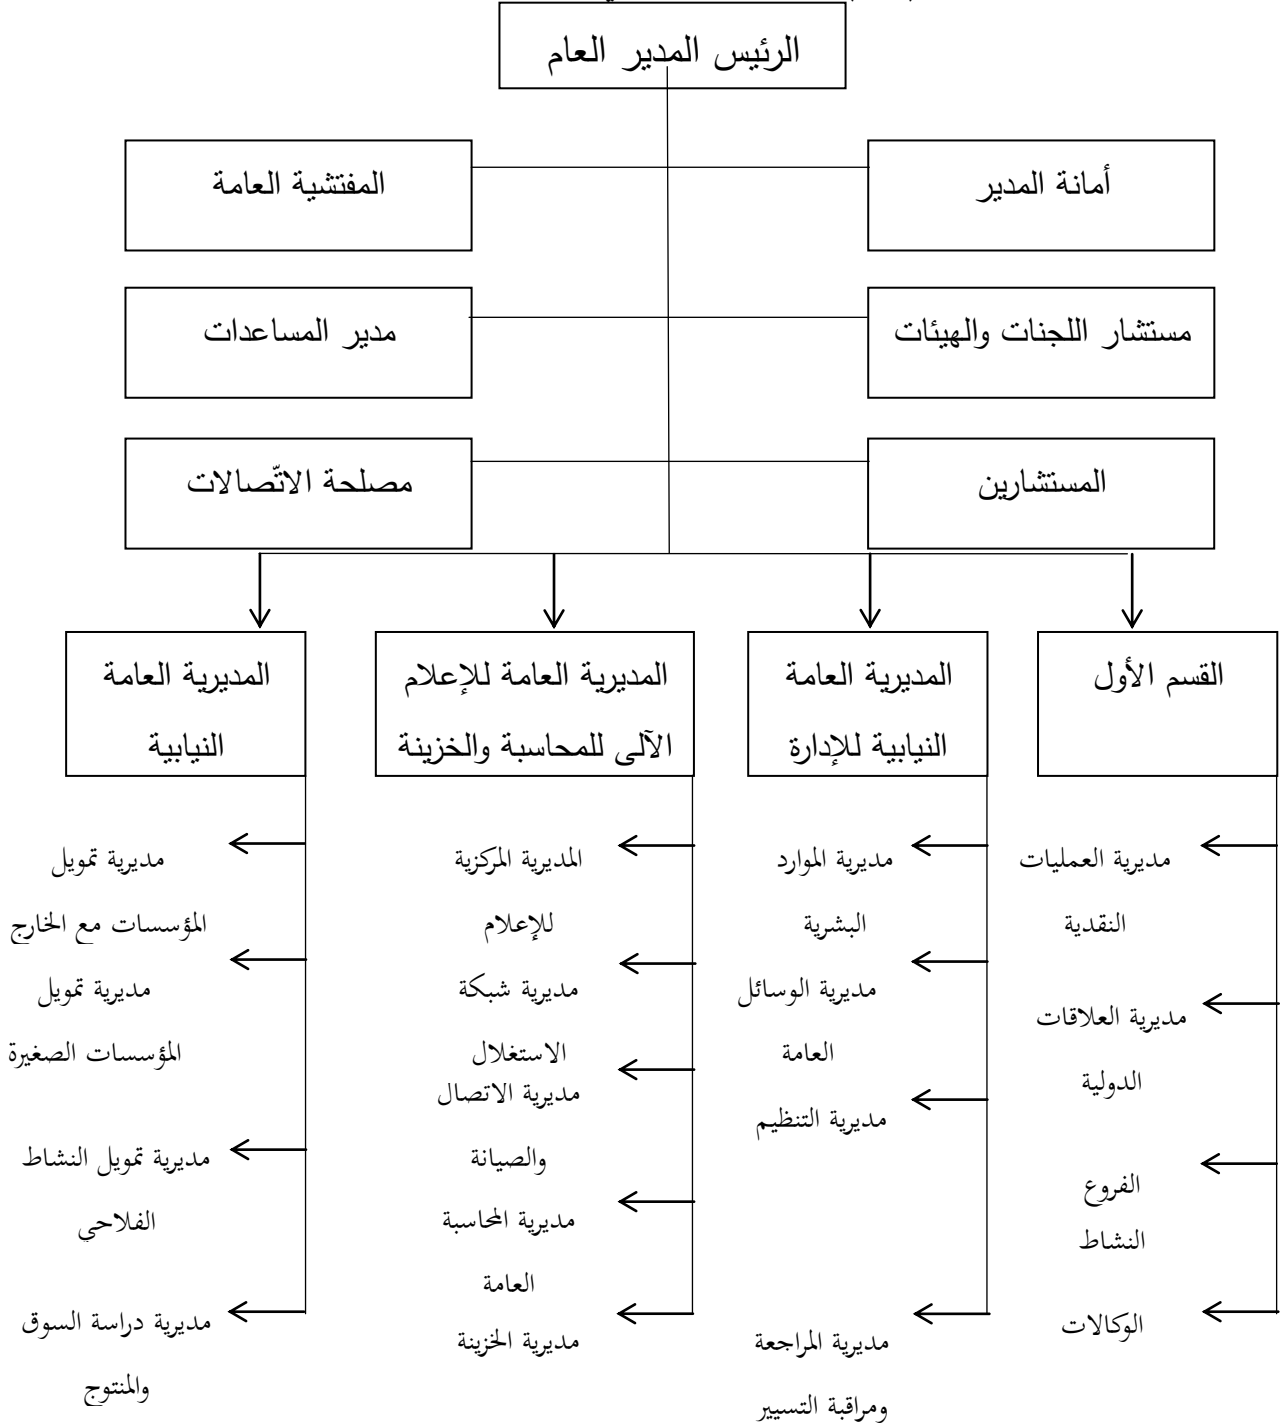 الرئيس المدير العام
أمانة المدير
المفتشية العامة
مستشار اللجنات والهيئات
مدير المساعدات
المستشارين
مصلحة الاتّصالات
القسم الأول
المديرية العامة
النيابية للإدارة
المديرية العامة للإعلام
الآلى للمحاسبة والخزينة
المديرية العامة
النيابية
مديرية العمليات
النقدية
مديرية العلاقات
الدولية
الفروع
النشاط
الوكالات
مديرية الموارد
البشرية
مديرية الوسائل
العامة
مديرية التنظيم
مديرية المراجعة
ومراقبة التسيير
المديرية المركزية
للإعلام
مديرية شبكة
الاستغلال
مديرية الاتصال
والصيانة
مديرية المحاسبة
العامة
مديرية الخزينة
مديرية تمويل
المؤسسات مع الخارج
مديرية تمويل
المؤسسات الصغيرة
مديرية تمويل النشاط
الفلاحي
مديرية دراسة السوق
والمنتوج